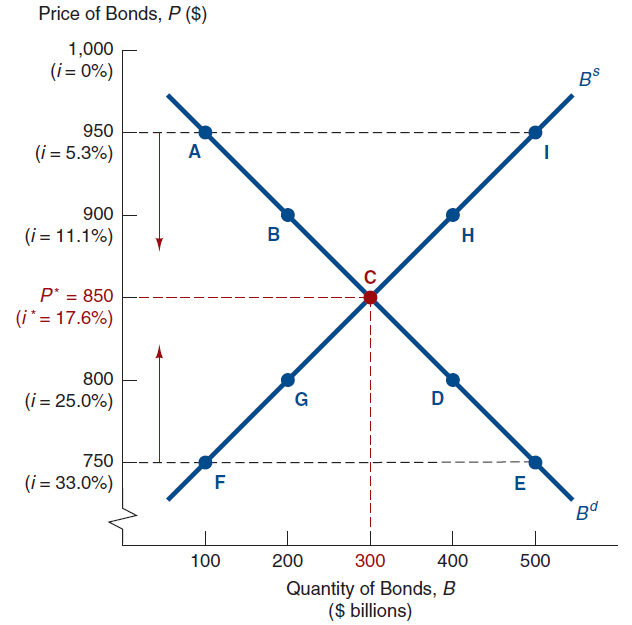 Price of Bonds, P ($)
1,000
(i = 0%)
B^s
950
(i = 5.3%)
A
I
900
(i = 11.1%)
B
H
C
P* = 850
(i* = 17.6%)
800
(i = 25.0%)
G
D
750
(i = 33.0%)
F
E
B^d
100 200 300 400 500
Quantity of Bonds, B
($ billions)